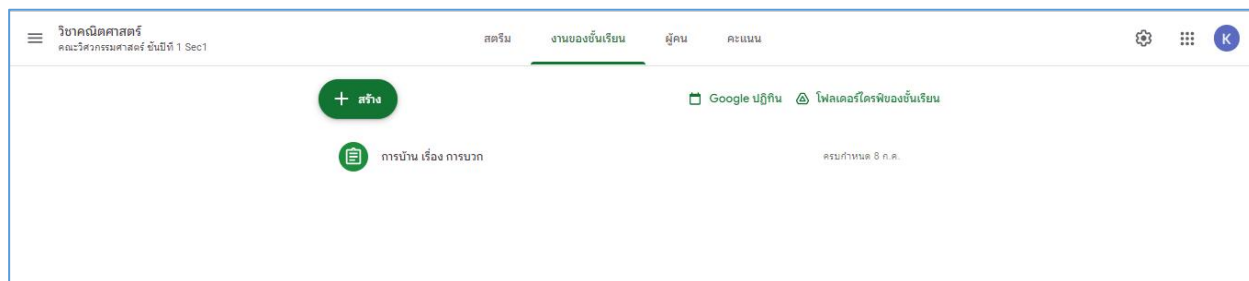 วิชาคณิตศาสตร์
คณะวิศวกรรมศาสตร์ ชั้นปีที่ 1 Sec1
สตรีม งานของชั้นเรียน ผู้คน คะแนน
K
+ สร้าง
Google ปฏิทิน โฟลเดอร์ไดรฟ์ของชั้นเรียน
การบ้าน เรื่อง การบวก ครบกำหนด 8 ก.ค.